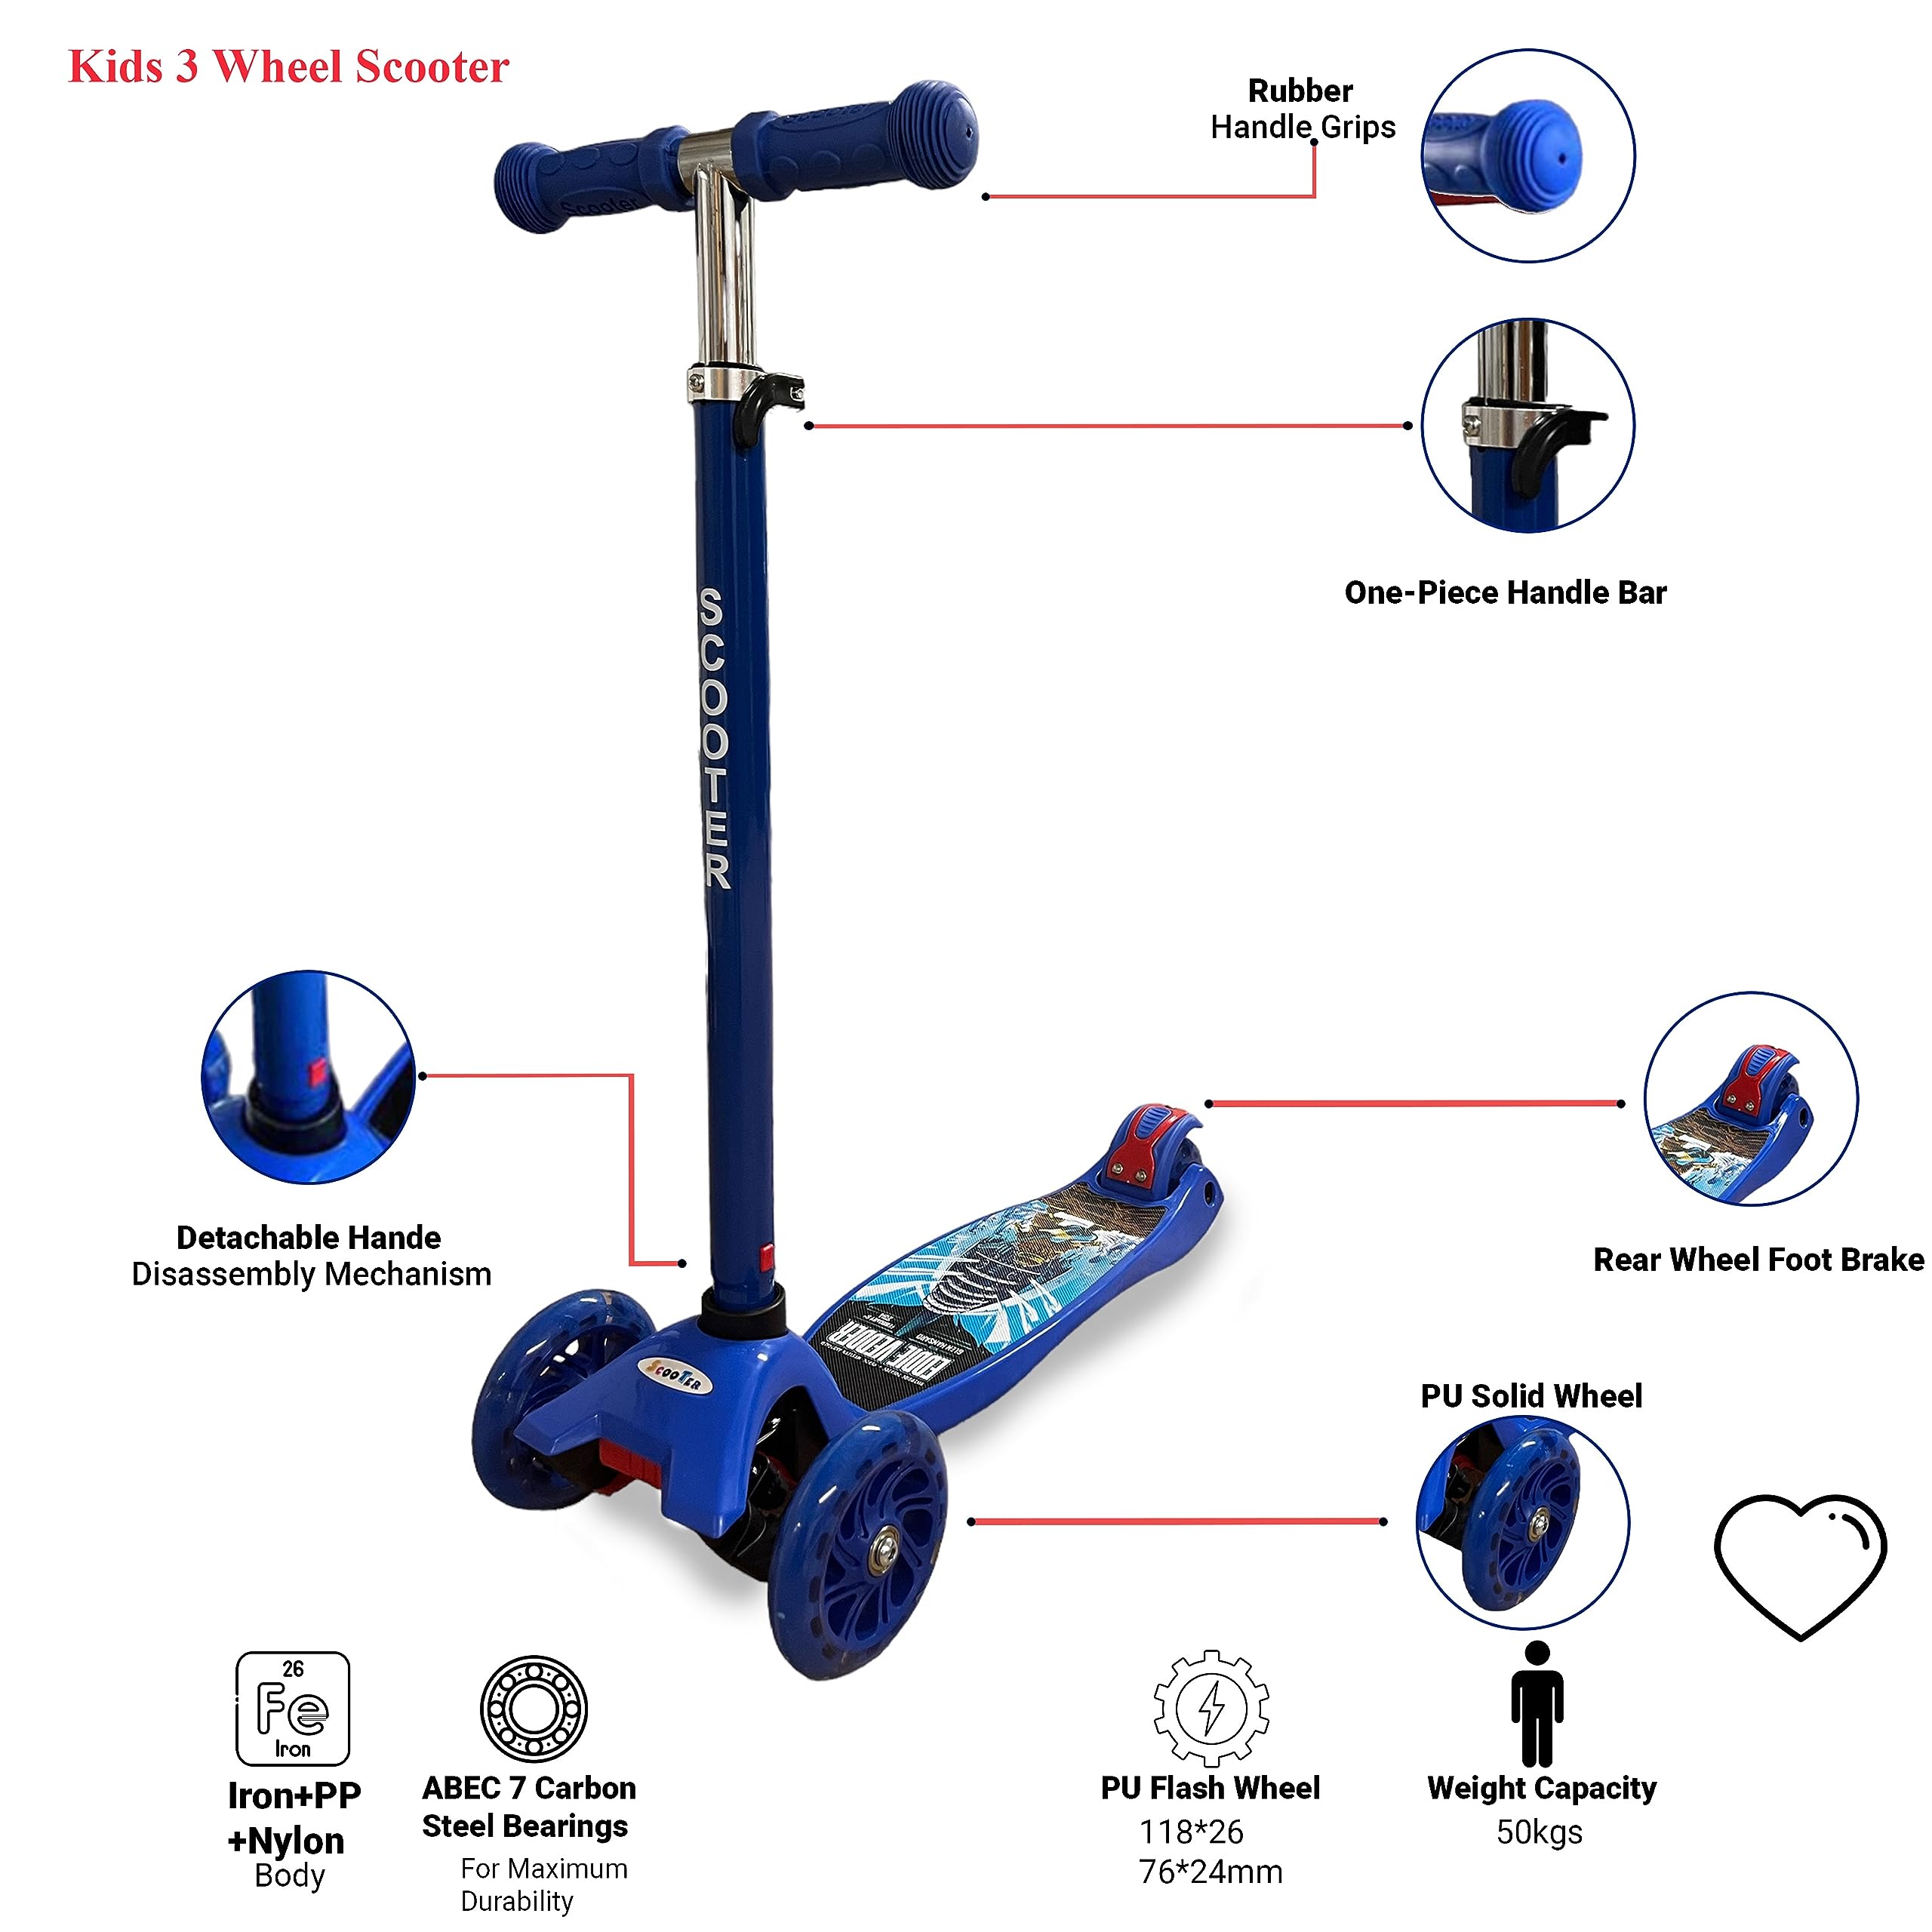 Kids 3 Wheel Scooter
Rubber
Handle Grips
Scooter
One-Piece Handle Bar
SCOOTER
Detachable Hande
Disassembly Mechanism
Rear Wheel Foot Brake
SCOOTER
PU Solid Wheel
26
Fe
Iron
Iron+PP
+Nylon
Body
ABEC 7 Carbon
Steel Bearings
For Maximum
Durability
PU Flash Wheel
118*26
76*24mm
Weight Capacity
50kgs